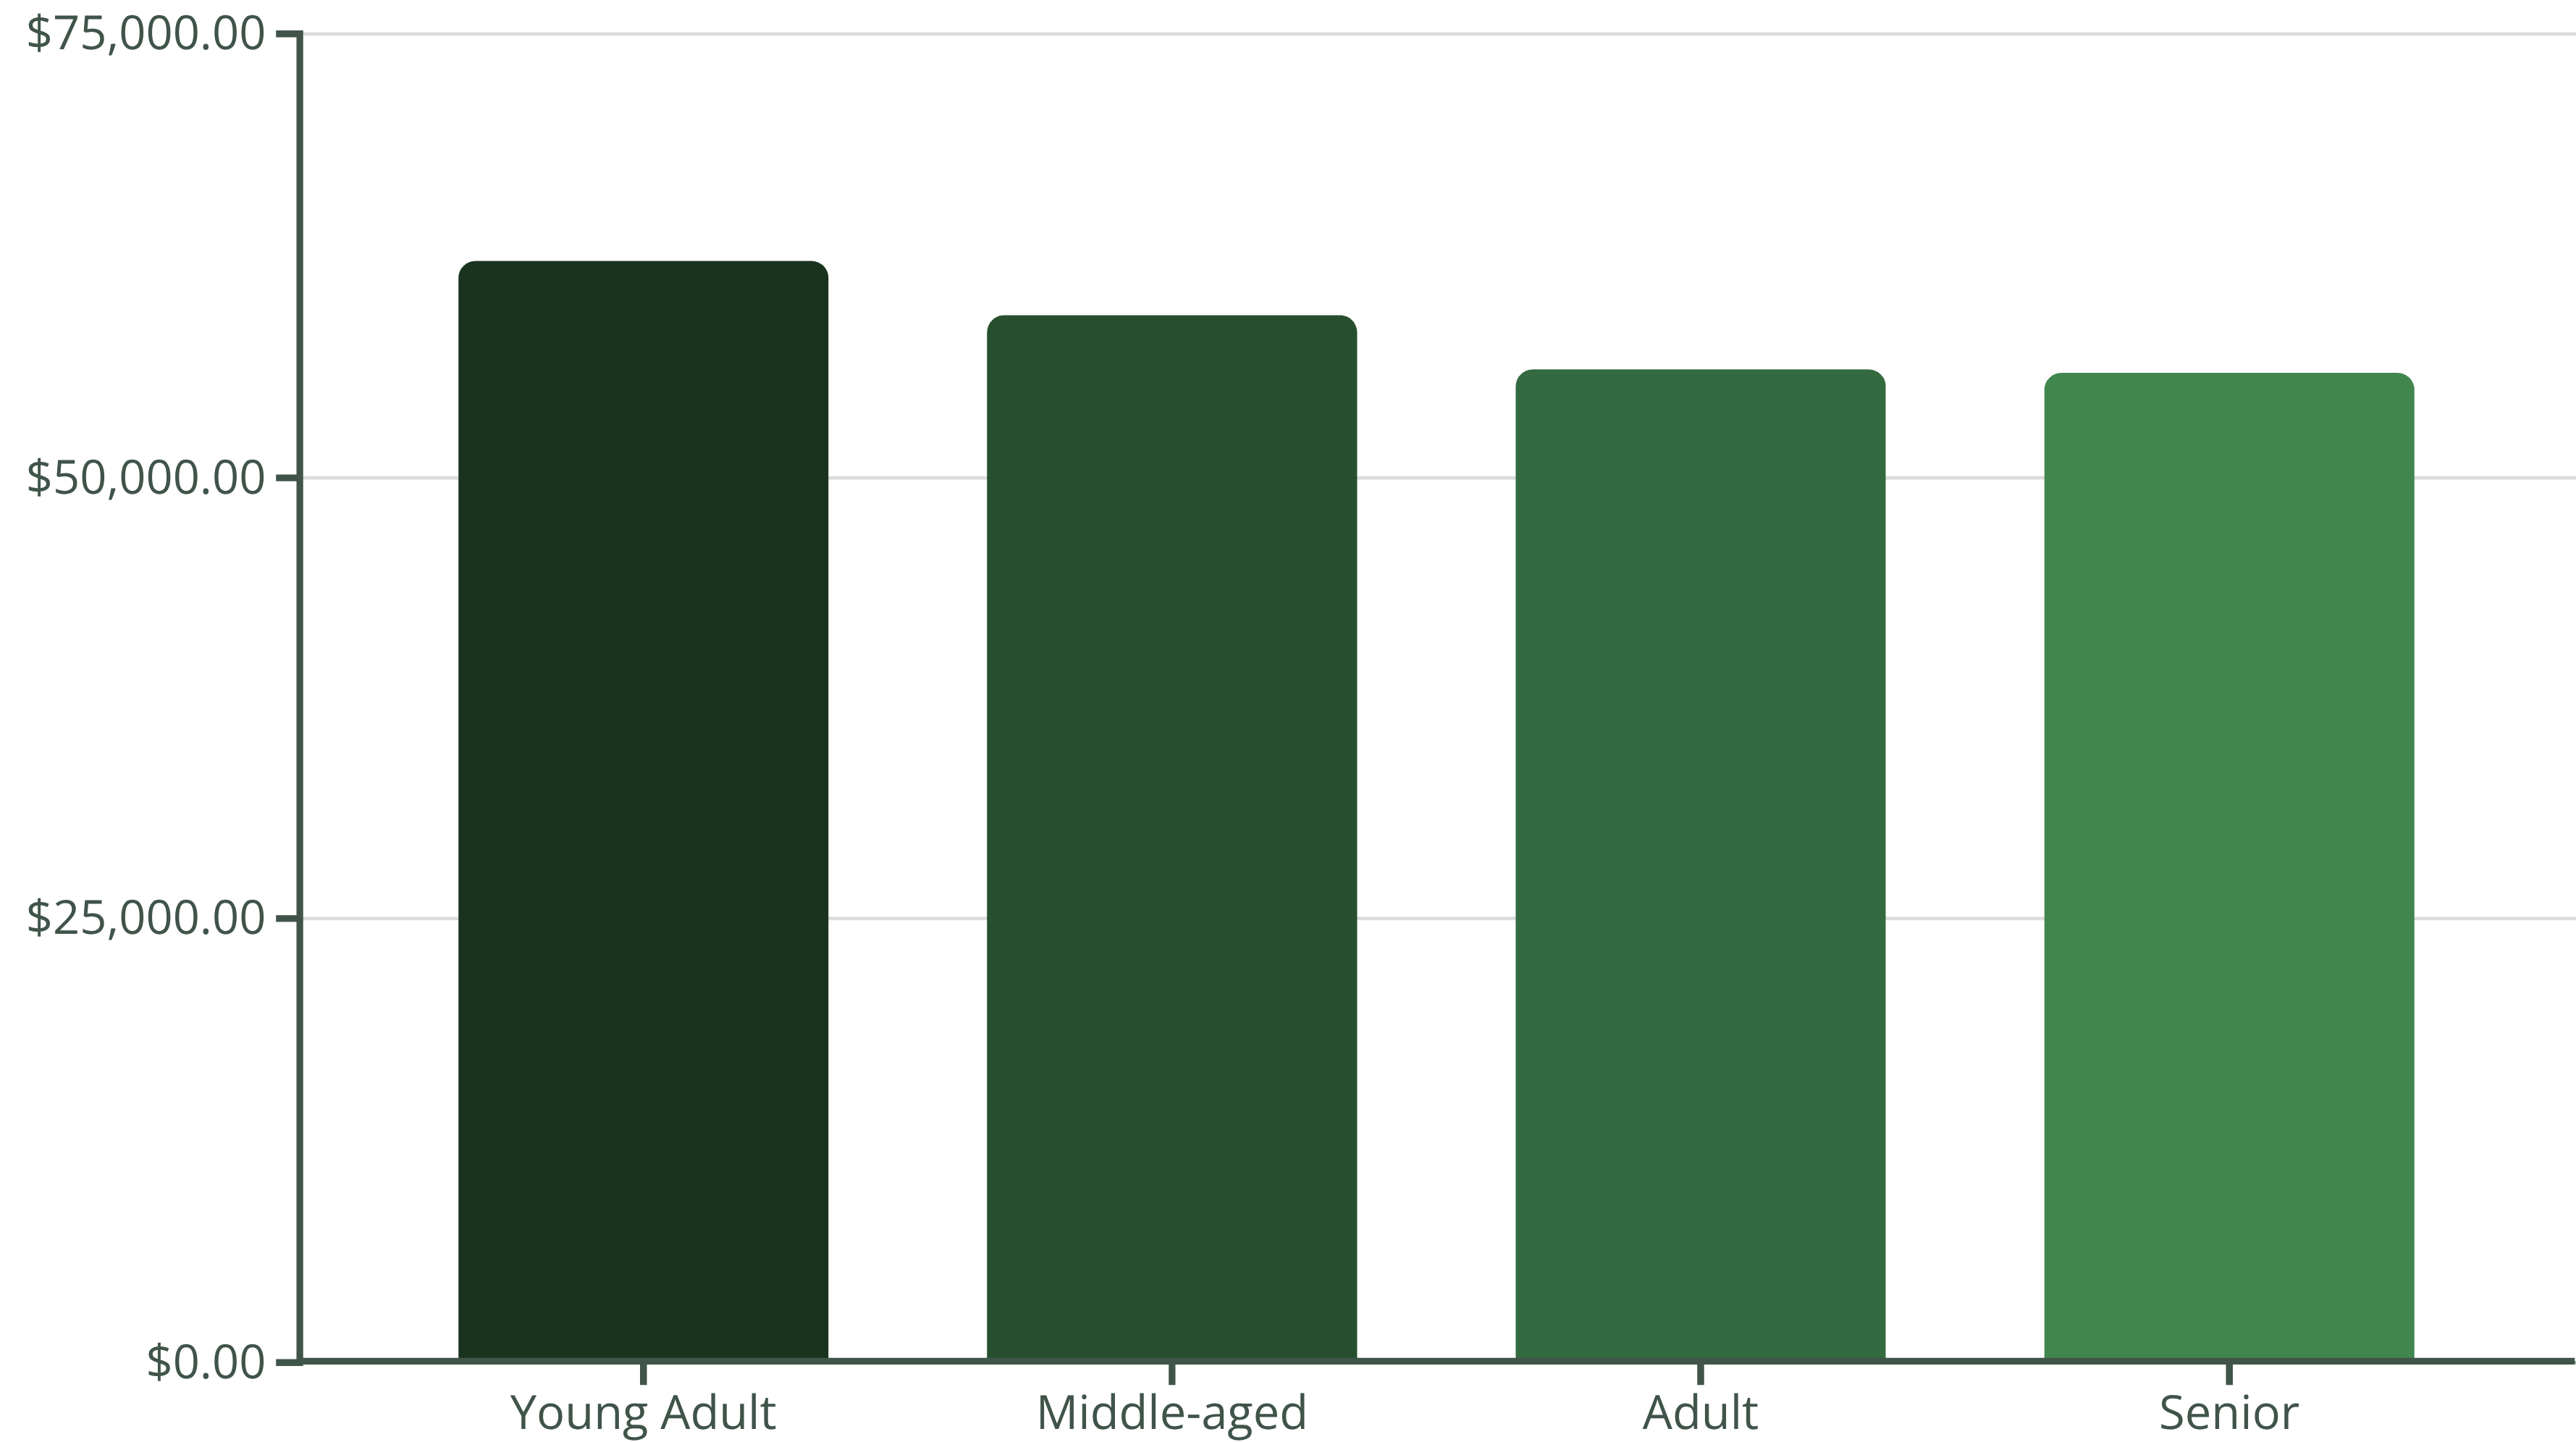 $75,000.00
$50,000.00
$25,000.00
$0.00
Young Adult
Middle-aged
Adult
Senior